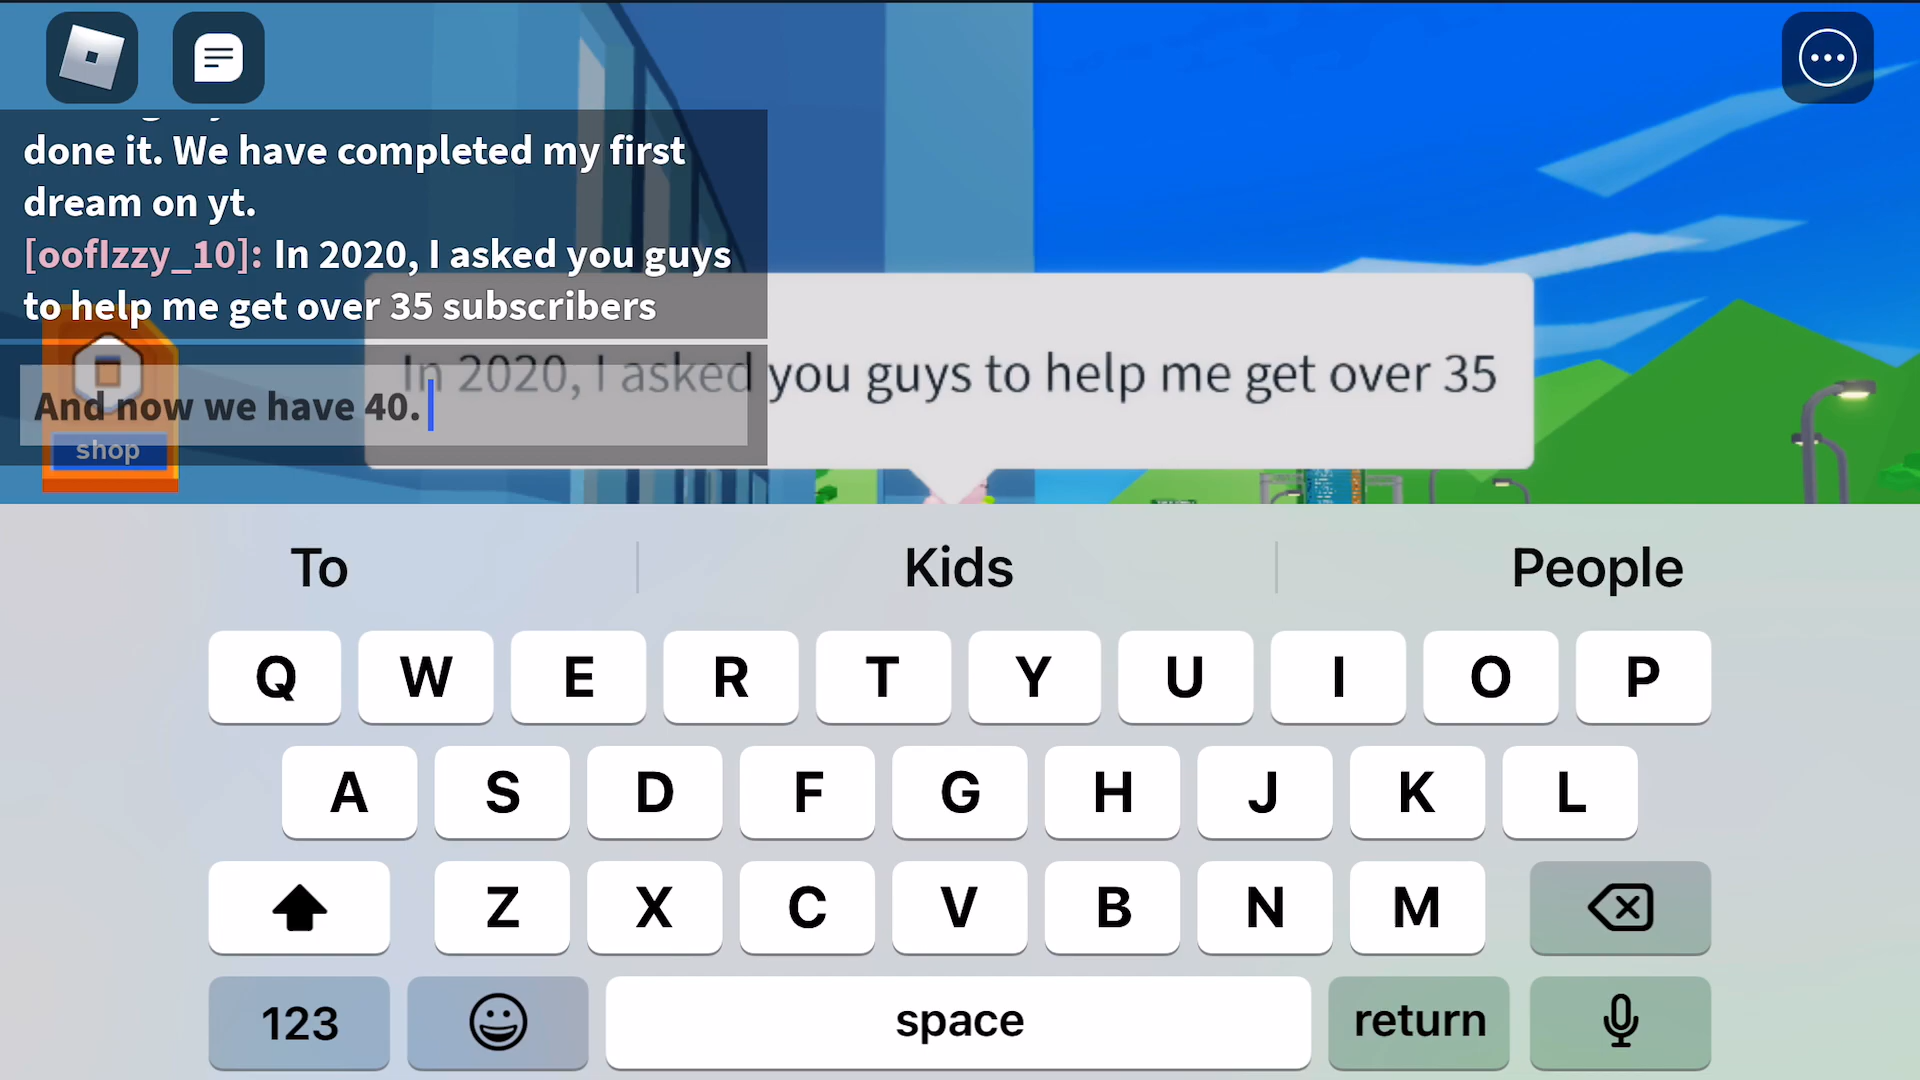 done it. We have completed my first
dream on yt.
[ooflzzy_10]: In 2020, I asked you guys
to help me get over 35 subscribers
In 2020, I asked you guys to help me get over 35
And now we have 40.
shop
To Kids People
Q W E R T Y U I O P
A S D F G H J K L
Z X C V B N M
123 space return